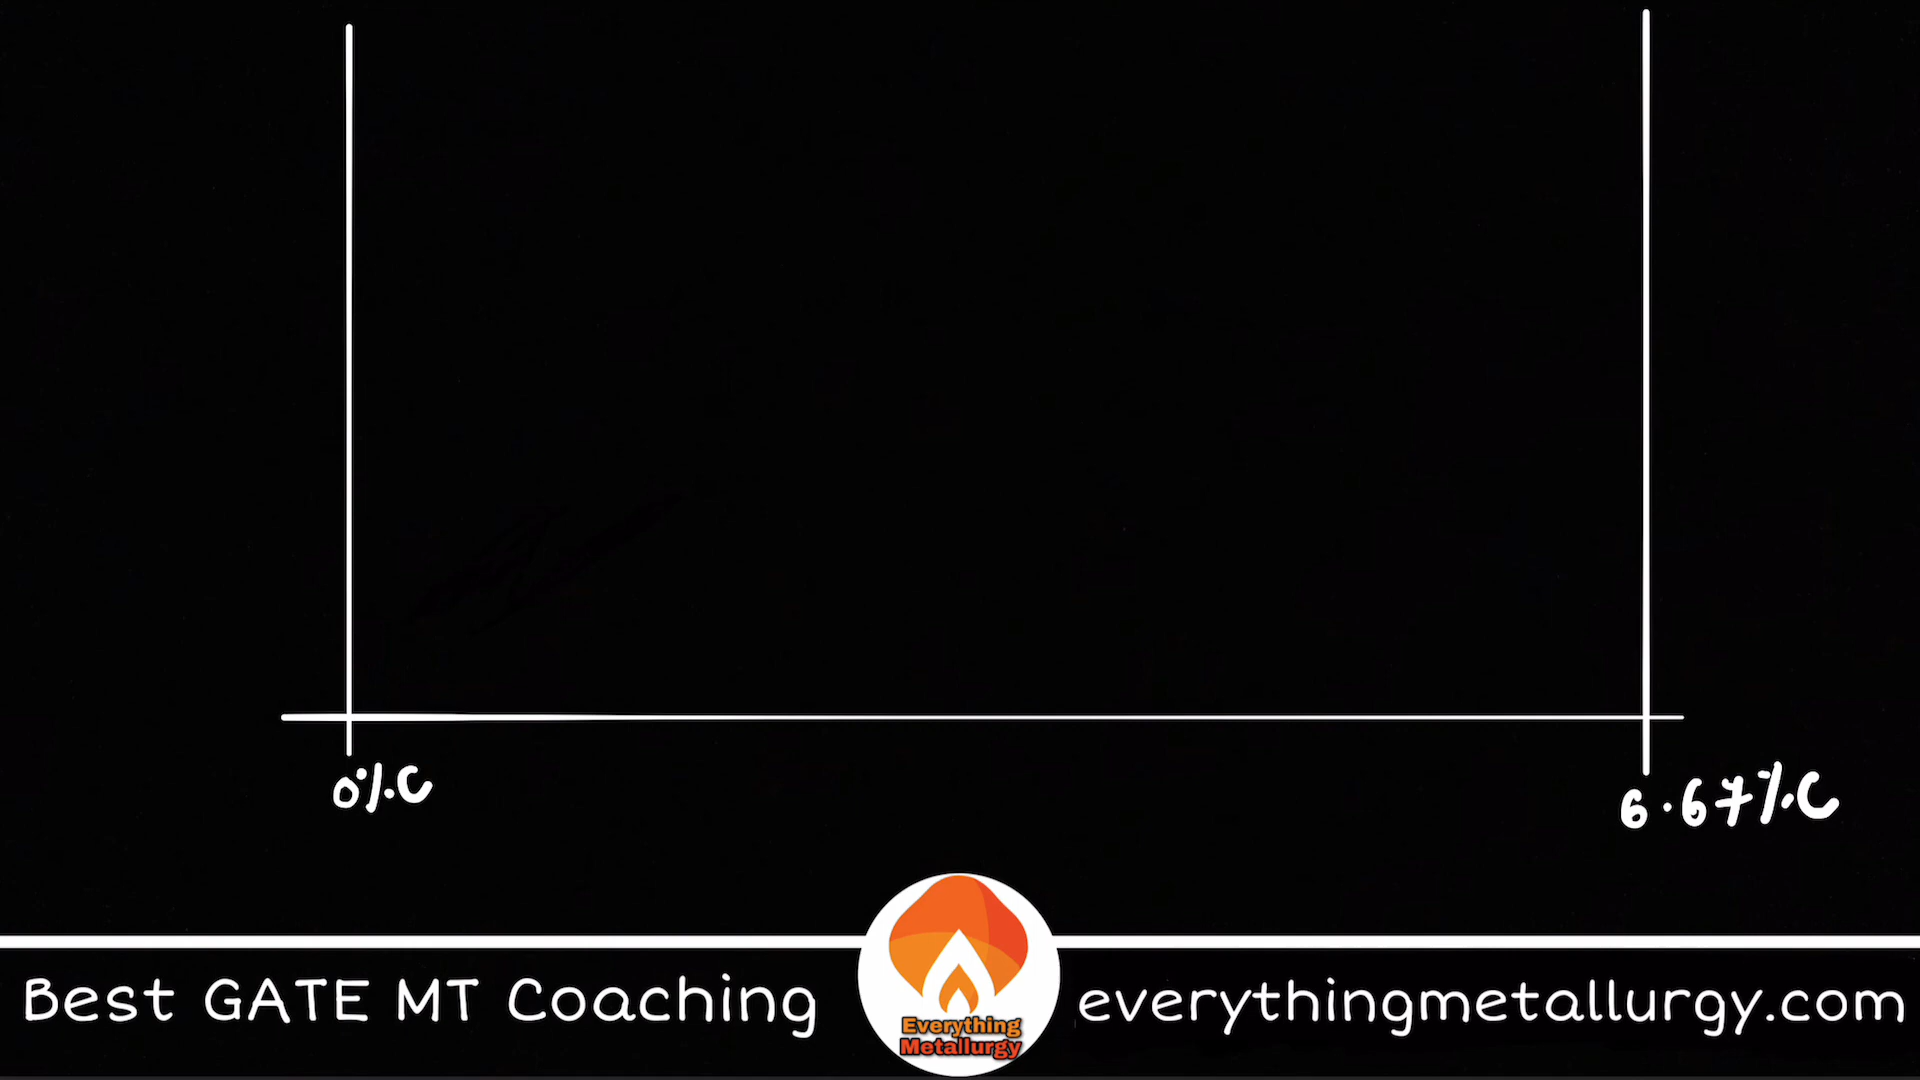 0%C
6.67%C
Best GATE MT Coaching
Everything
Metallurgy
everythingmetallurgy.com